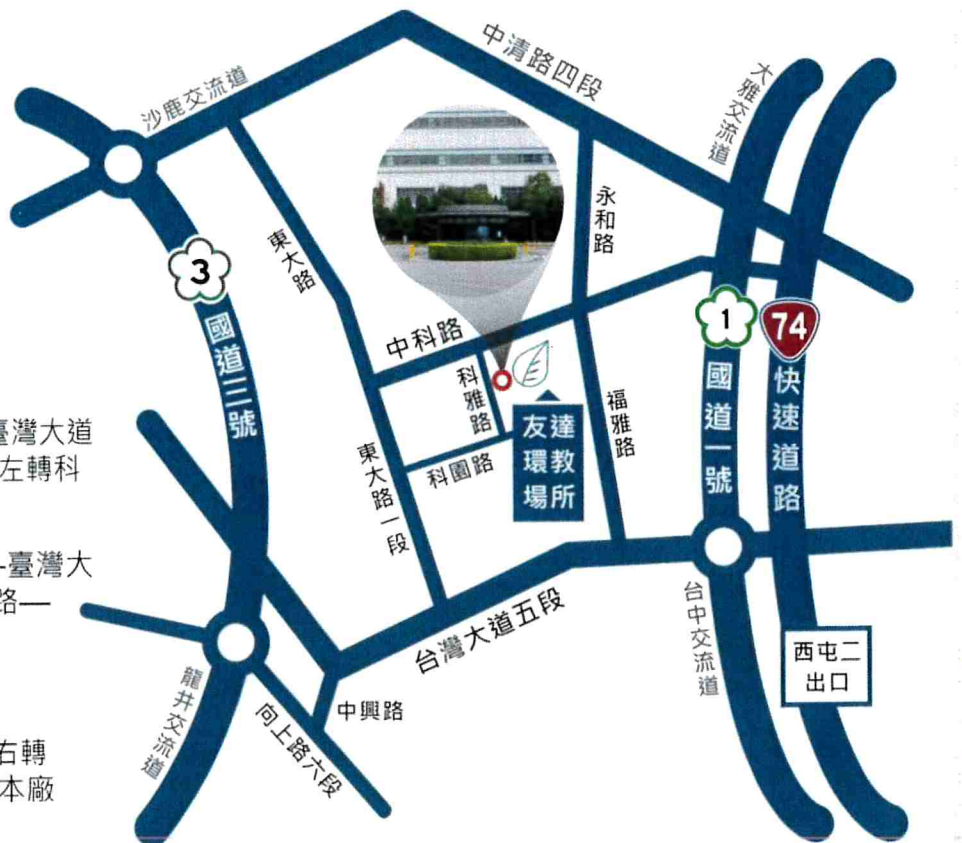 中清路四段
大雅交流道
沙鹿交流道
永和路
東大路
3
國道三號
1
國道一號
74
快速道路
中科路
科雅路
友達
環教
場所
福雅路
臺灣大道
左轉科
科園路
東大路一段
-臺灣大
路—
台灣大道五段
台中交流道
西屯二
出口
龍井交流道
中興路
向上路六段
右轉
本廠